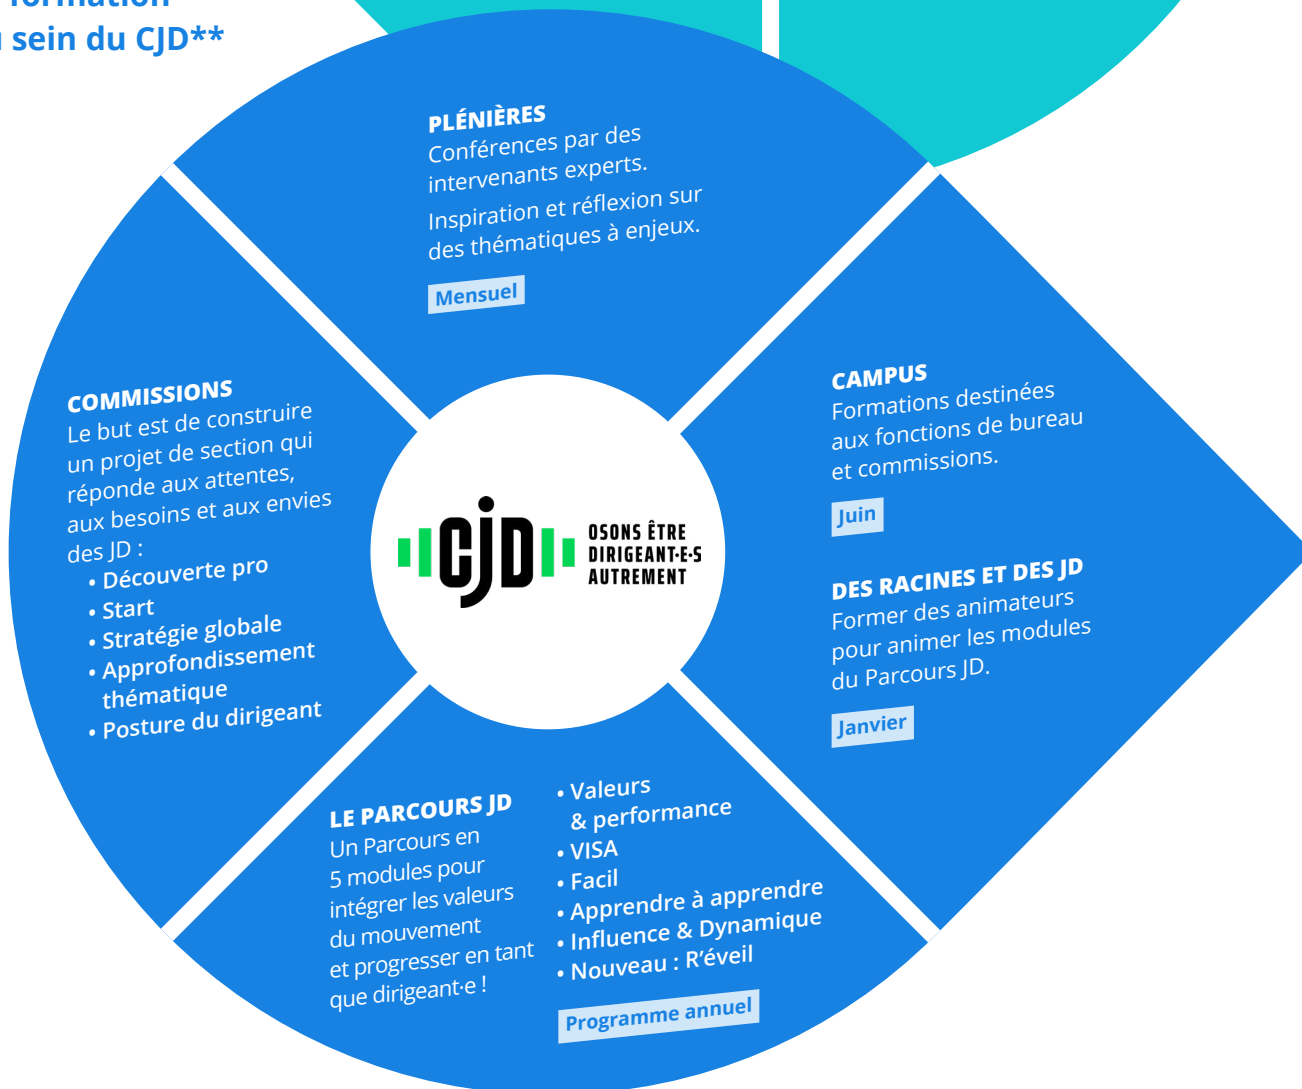 formation
sein du CJD**
PLÉNIÈRES
Conférences par des
intervenants experts.
Inspiration et réflexion sur
des thématiques à enjeux.
Mensuel
COMMISSIONS
Le but est de construire
un projet de section qui
réponde aux attentes,
aux besoins et aux envies
des JD :
• Découverte pro
• Start
• Stratégie globale
• Approfondissement
thématique
• Posture du dirigeant
CJD
OSONS ÊTRE
DIRIGEANT·E·S
AUTREMENT
CAMPUS
Formations destinées
aux fonctions de bureau
et commissions.
Juin
DES RACINES ET DES JD
Former des animateurs
pour animer les modules
du Parcours JD.
Janvier
LE PARCOURS JD
Un Parcours en
5 modules pour
intégrer les valeurs
du mouvement
et progresser en tant
que dirigeant·e !
• Valeurs
& performance
• VISA
• Facil
• Apprendre à apprendre
• Influence & Dynamique
• Nouveau : R’éveil
Programme annuel